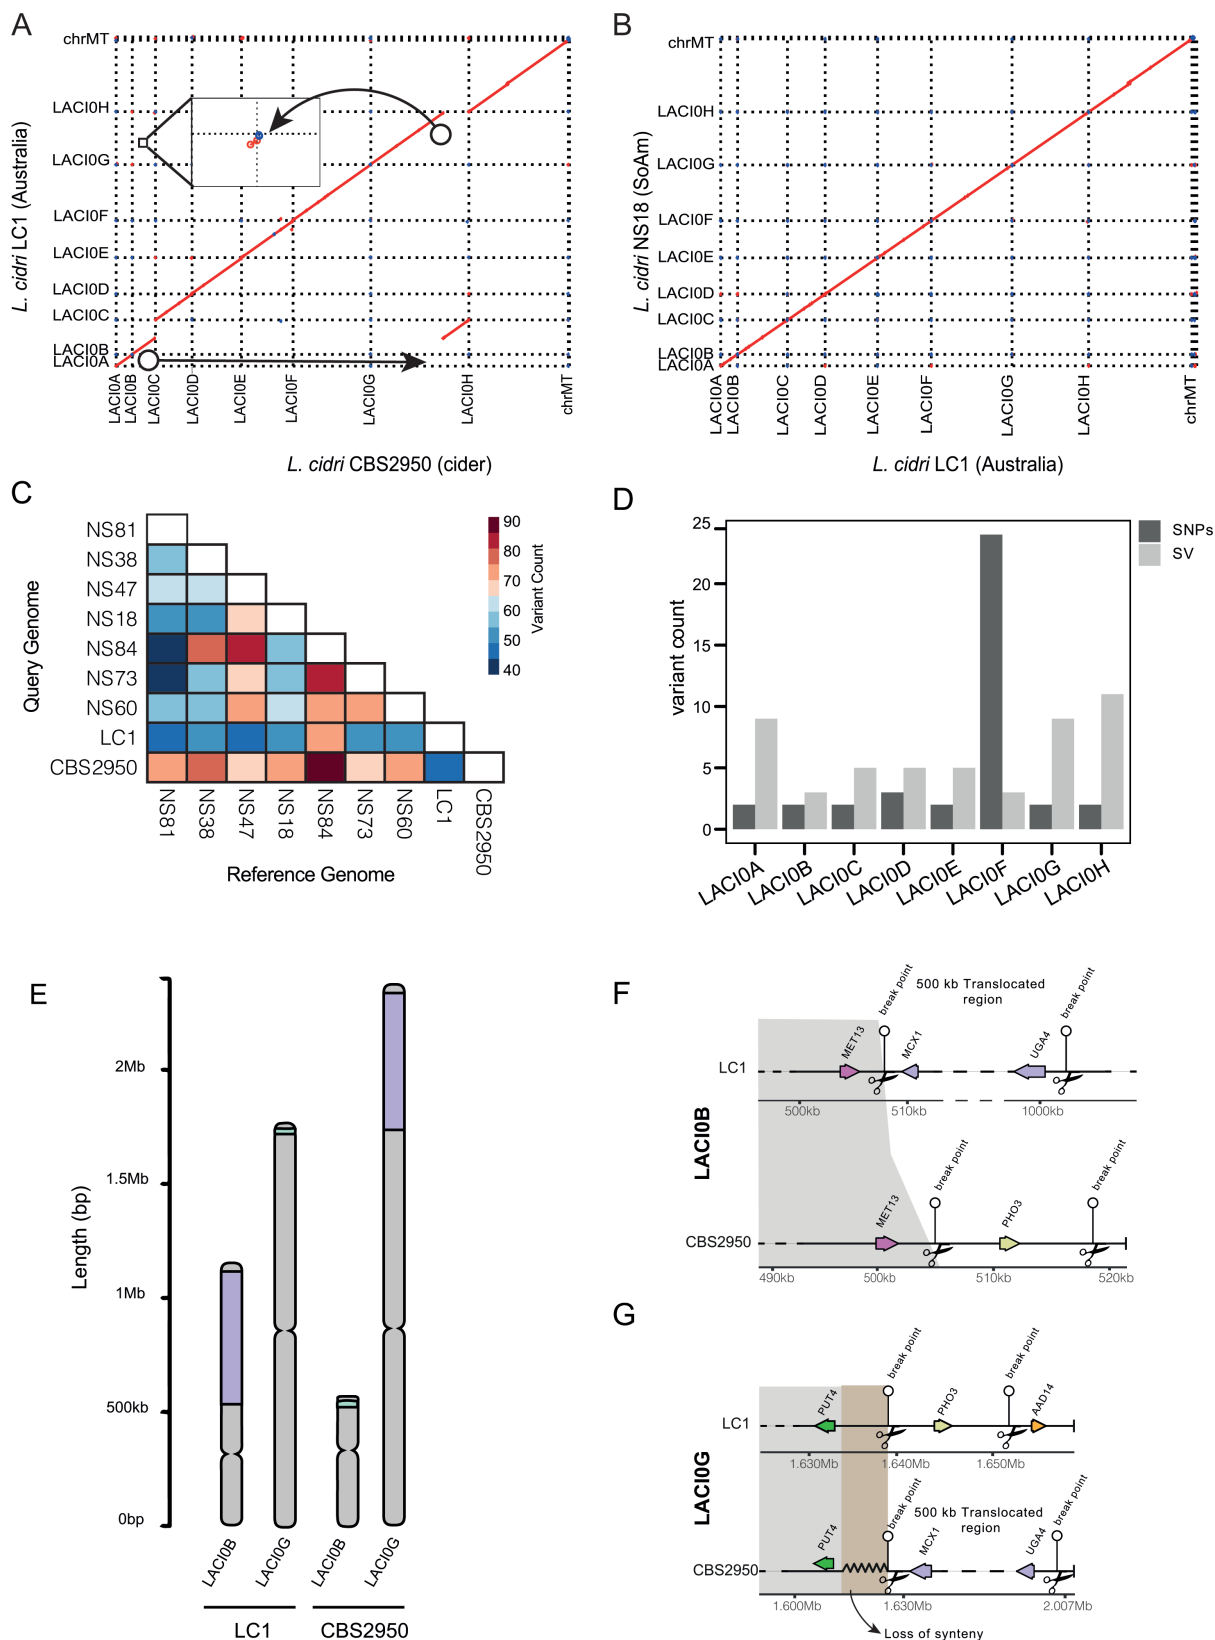 A
chrMT
LACI0H
LACI0G
LACI0F
LACI0E
LACI0D
LACI0C
LACI0B
LACI0A
L. cidri LC1 (Australia)
LACI0A
LACI0B
LACI0C
LACI0D
LACI0E
LACI0F
LACI0G
LACI0H
chrMT
L. cidri CBS2950 (cider)
B
chrMT
LACI0H
LACI0G
LACI0F
LACI0E
LACI0D
LACI0C
LACI0B
LACI0A
L. cidri NS18 (SoAm)
LACI0A
LACI0B
LACI0C
LACI0D
LACI0E
LACI0F
LACI0G
LACI0H
chrMT
L. cidri LC1 (Australia)
C
NS81
NS38
NS47
NS18
NS84
NS73
NS60
LC1
CBS2950
Query Genome
NS81
NS38
NS47
NS18
NS84
NS73
NS60
LC1
CBS2950
Reference Genome
90
80
70
60
50
40
Variant Count
D
25
20
15
10
5
0
variant count
SNPs
SV
LACI0A
LACI0B
LACI0C
LACI0D
LACI0E
LACI0F
LACI0G
LACI0H
E
2Mb
1.5Mb
1Mb
500kb
0bp
Length (bp)
LACI0B
LACI0G
LACI0B
LACI0G
LC1
CBS2950
F
LACI0B
break point
500 kb Translocated
region
break point
MET13
MCX1
UGA4
LC1
500kb
510kb
1000kb
break point
break point
MET13
PHO3
CBS2950
490kb
500kb
510kb
520kb
G
LACI0G
break point
break point
PUT4
PHO3
AAD14
LC1
1.630Mb
1.640Mb
1.650Mb
break point
500 kb Translocated
region
break point
PUT4
MCX1
UGA4
CBS2950
1.600Mb
1.630Mb
2.007Mb
Loss of synteny